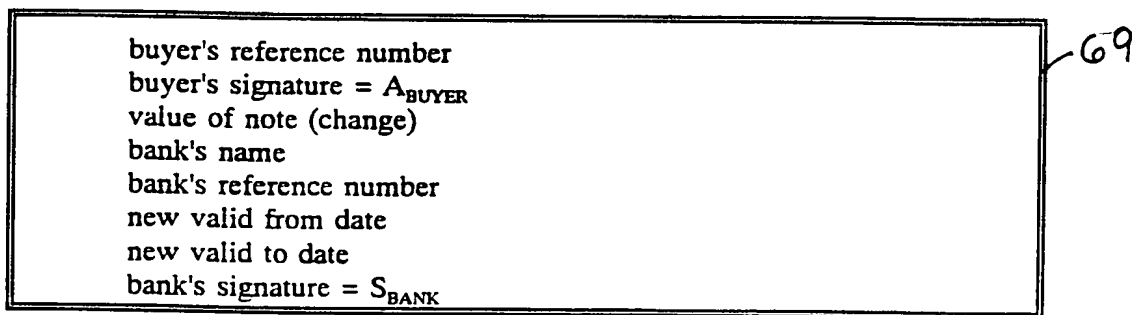 buyer's reference number
buyer's signature = A_BUYER
value of note (change)
bank's name
bank's reference number
new valid from date
new valid to date
bank's signature = S_BANK
69